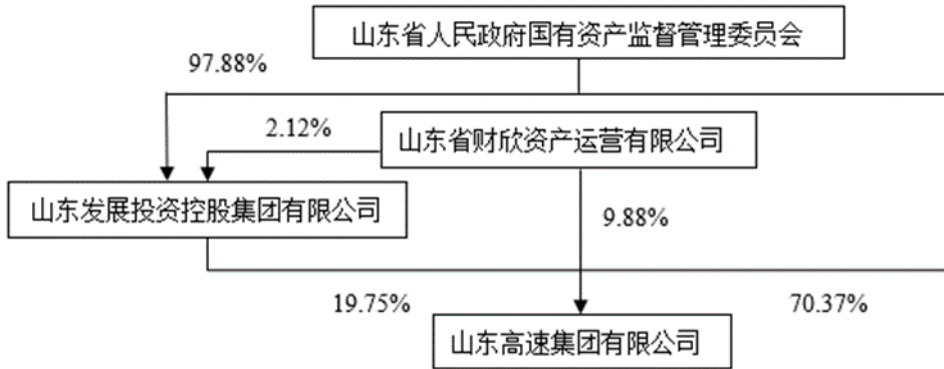 山东省人民政府国有资产监督管理委员会
97.88%
2.12%
山东省财欣资产运营有限公司
山东发展投资控股集团有限公司
9.88%
19.75%
70.37%
山东高速集团有限公司